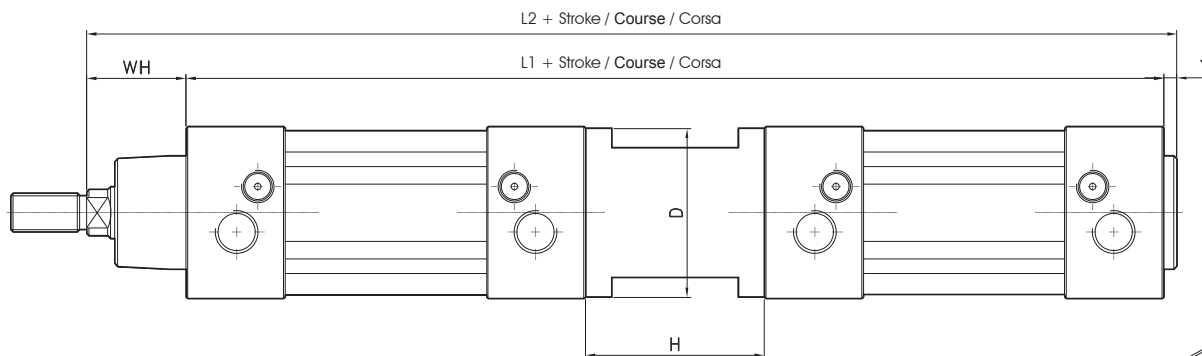 L2 + Stroke / Course / Corsa
WH
L1 + Stroke / Course / Corsa
D
H